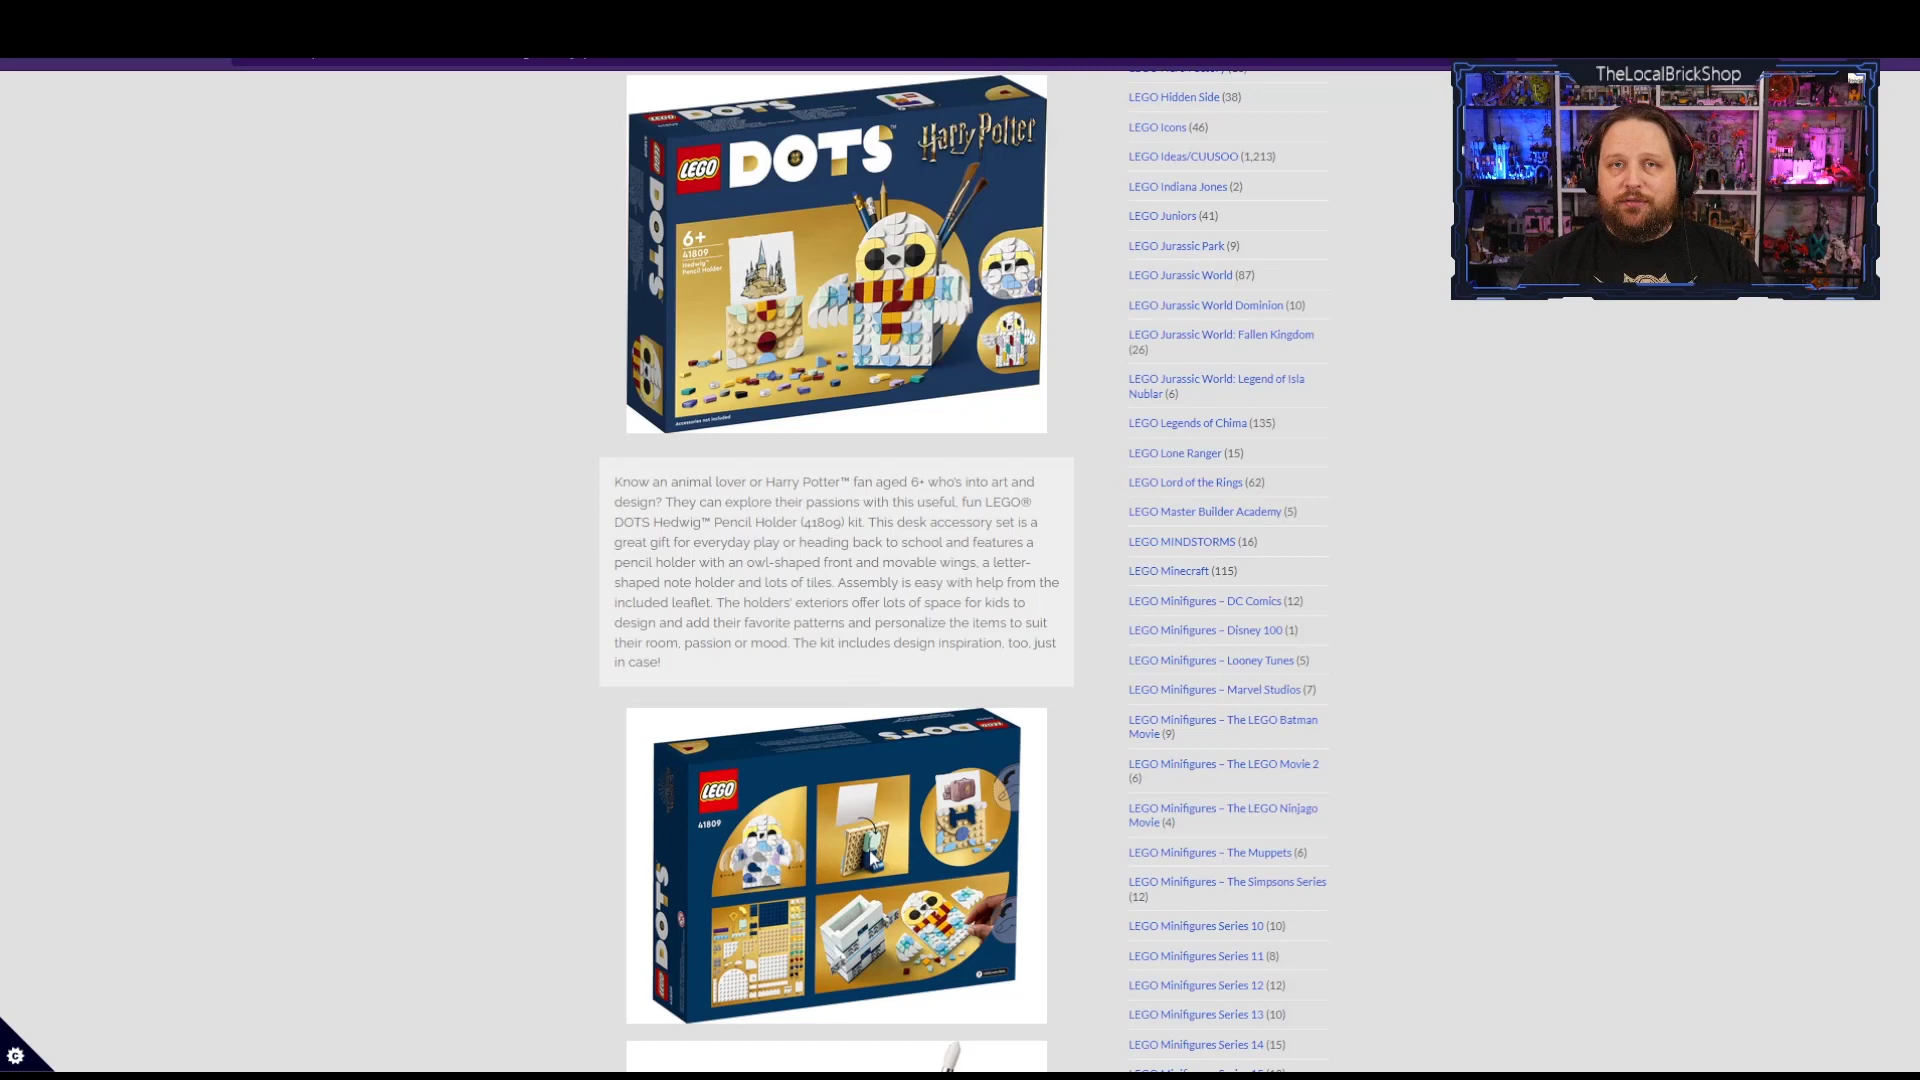 LEGO
DOTS
Harry Potter
LEGO
DOTS
6+
41809
Hedwig™
Pencil Holder
Accessories not included
Know an animal lover or Harry Potter™ fan aged 6+ who's into art and
design? They can explore their passions with this useful, fun LEGO®
DOTS Hedwig™ Pencil Holder (41809) kit. This desk accessory set is a
great gift for everyday play or heading back to school and features a
pencil holder with an owl-shaped front and movable wings, a letter-
shaped note holder and lots of tiles. Assembly is easy with help from the
included leaflet. The holders' exteriors offer lots of space for kids to
design and add their favorite patterns and personalize the items to suit
their room, passion or mood. The kit includes design inspiration, too, just
in case!
LEGO
DOTS
LEGO
41809
DOTS
LEGO Hidden Side (38)
LEGO Icons (46)
LEGO Ideas/CUUSOO (1,213)
LEGO Indiana Jones (2)
LEGO Juniors (41)
LEGO Jurassic Park (9)
LEGO Jurassic World (87)
LEGO Jurassic World Dominion (10)
LEGO Jurassic World: Fallen Kingdom
(26)
LEGO Jurassic World: Legend of Isla
Nublar (6)
LEGO Legends of Chima (135)
LEGO Lone Ranger (15)
LEGO Lord of the Rings (62)
LEGO Master Builder Academy (5)
LEGO MINDSTORMS (16)
LEGO Minecraft (115)
LEGO Minifigures – DC Comics (12)
LEGO Minifigures – Disney 100 (1)
LEGO Minifigures – Looney Tunes (5)
LEGO Minifigures – Marvel Studios (7)
LEGO Minifigures – The LEGO Batman
Movie (9)
LEGO Minifigures – The LEGO Movie 2
(6)
LEGO Minifigures – The LEGO Ninjago
Movie (4)
LEGO Minifigures – The Muppets (6)
LEGO Minifigures – The Simpsons Series
(12)
LEGO Minifigures Series 10 (10)
LEGO Minifigures Series 11 (8)
LEGO Minifigures Series 12 (12)
LEGO Minifigures Series 13 (10)
LEGO Minifigures Series 14 (15)
TheLocalBrickShop